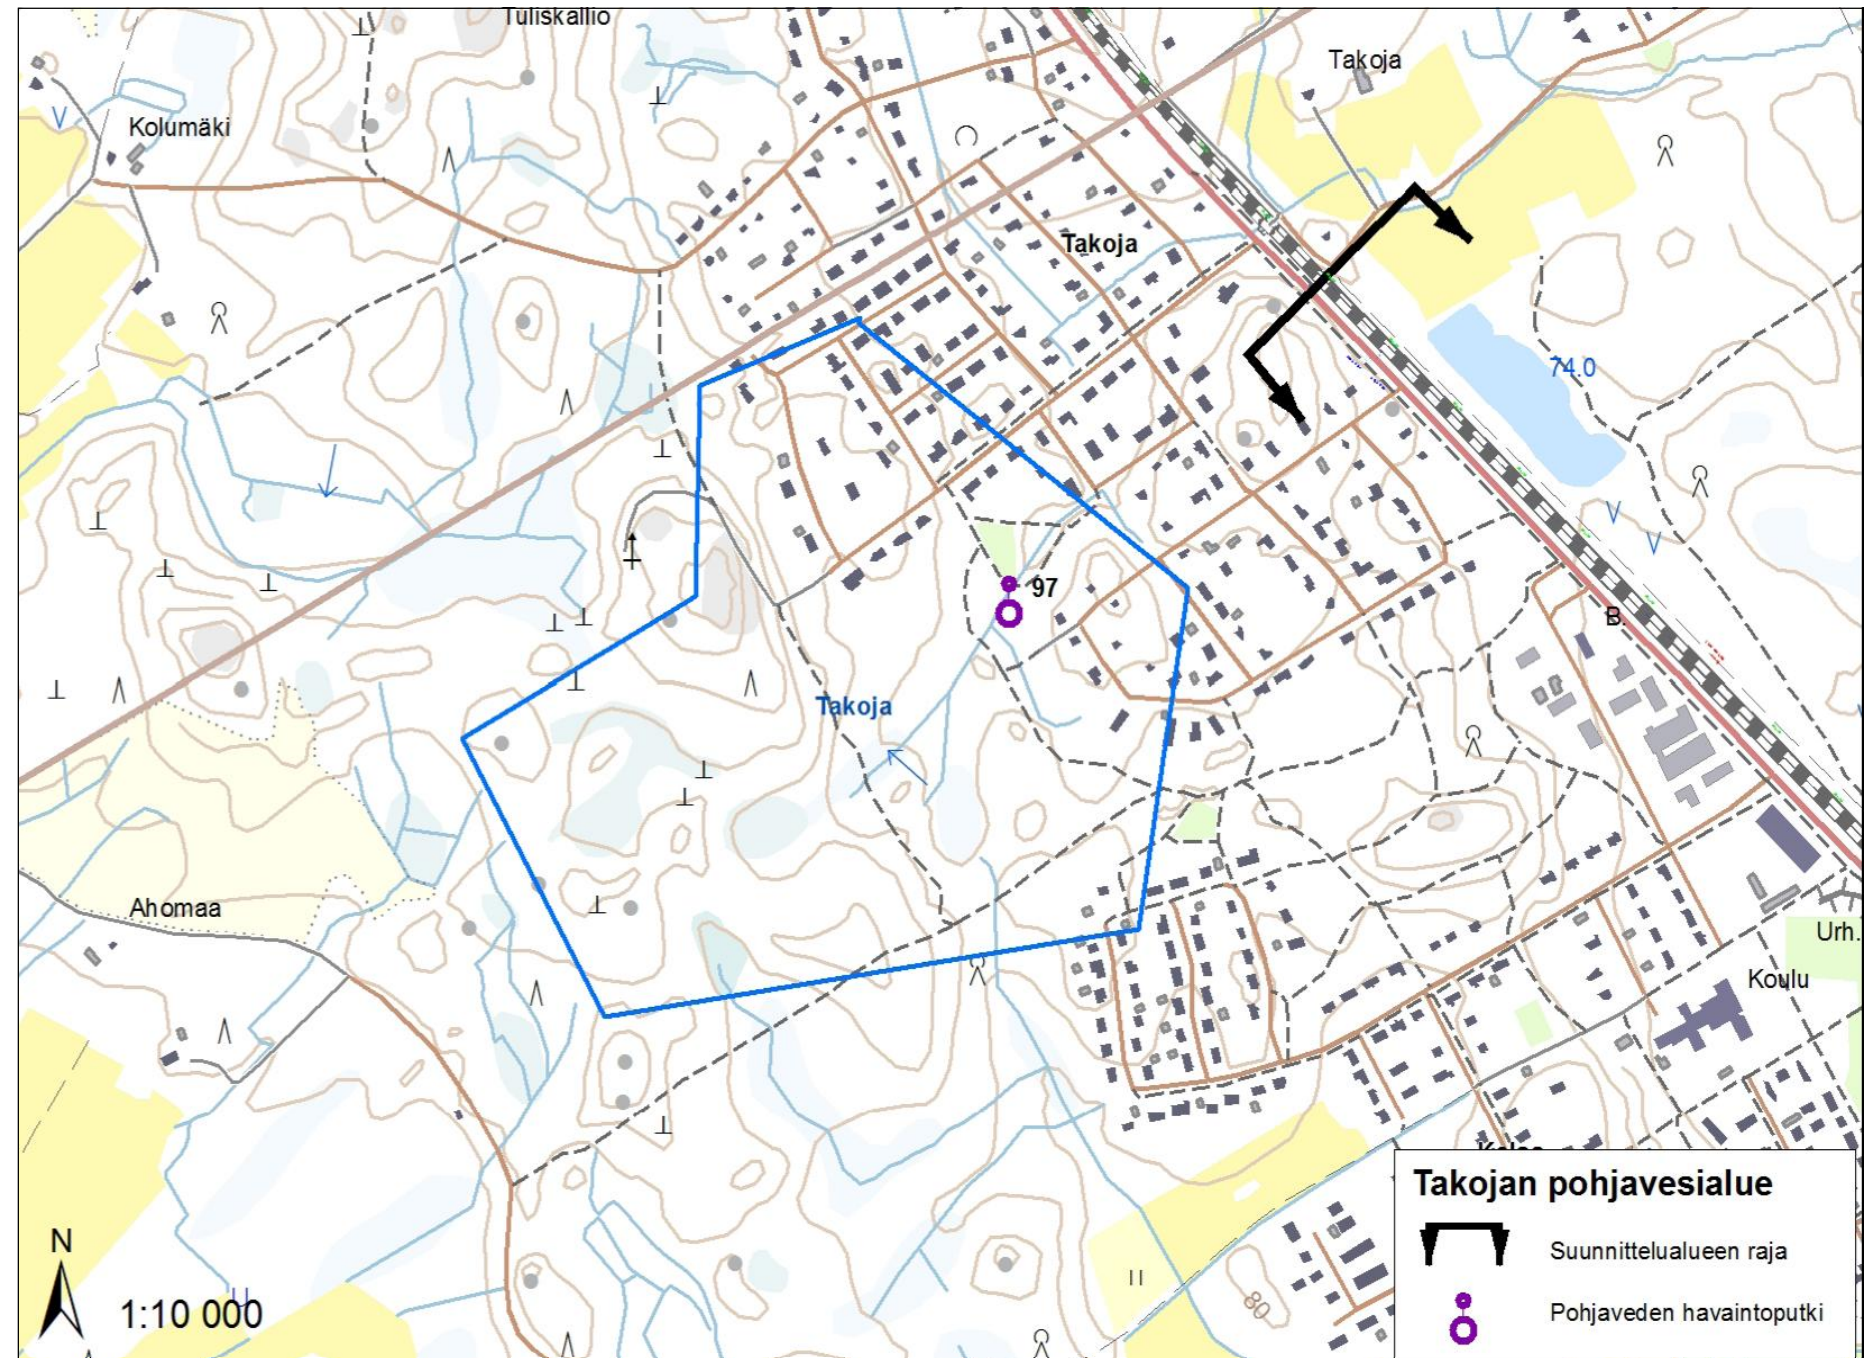 Tuliskallio
Takoja
Kolumäki
Takoja
74.0
97
B.
Takoja
Ahomaa
Urh.
Koulu
80
N
1:10 000
Takojan pohjavesialue
Suunnittelualueen raja
Pohjaveden havaintoputki